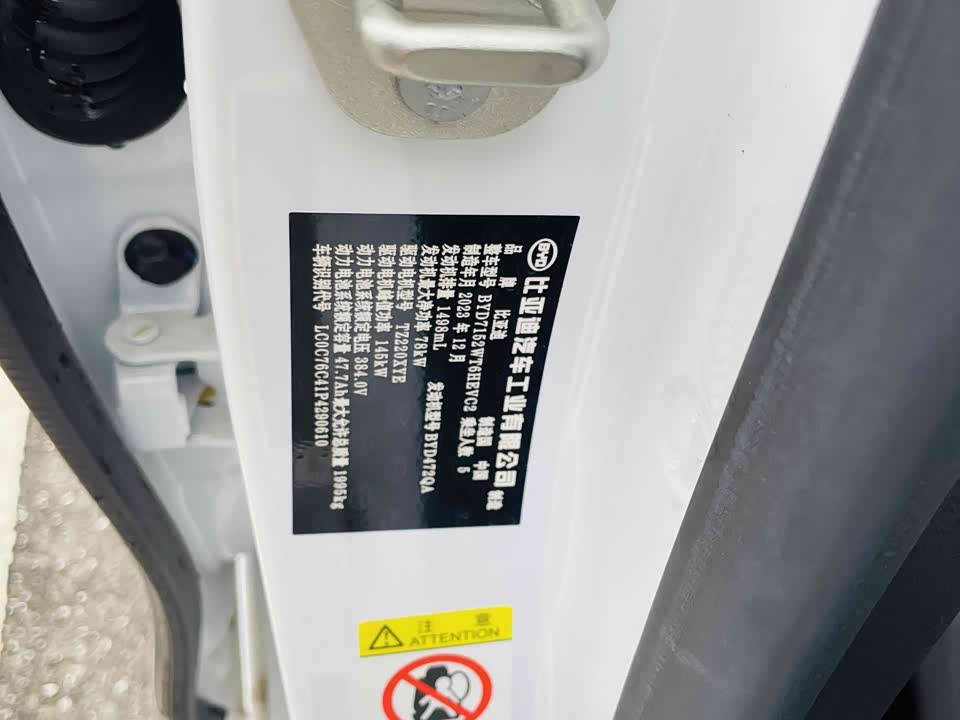 BYD 比亚迪汽车工业有限公司 制造
品 牌 比亚迪 制造国 中国
整车型号 BYD7152WT6HEVC2 乘坐人数 5
制造年月 2023 年 12 月
发动机排量 1498mL 发动机型号 BYD472QA
发动机最大净功率 78kW
驱动电机型号 TZ220XYE
驱动电机峰值功率 145kW
动力电池系统额定电压 384.0V
动力电池系统额定容量 47.7Ah 最大允许总质量 1995kg
车辆识别代号 LC0C76C41P4290610
注 意
ATTENTION